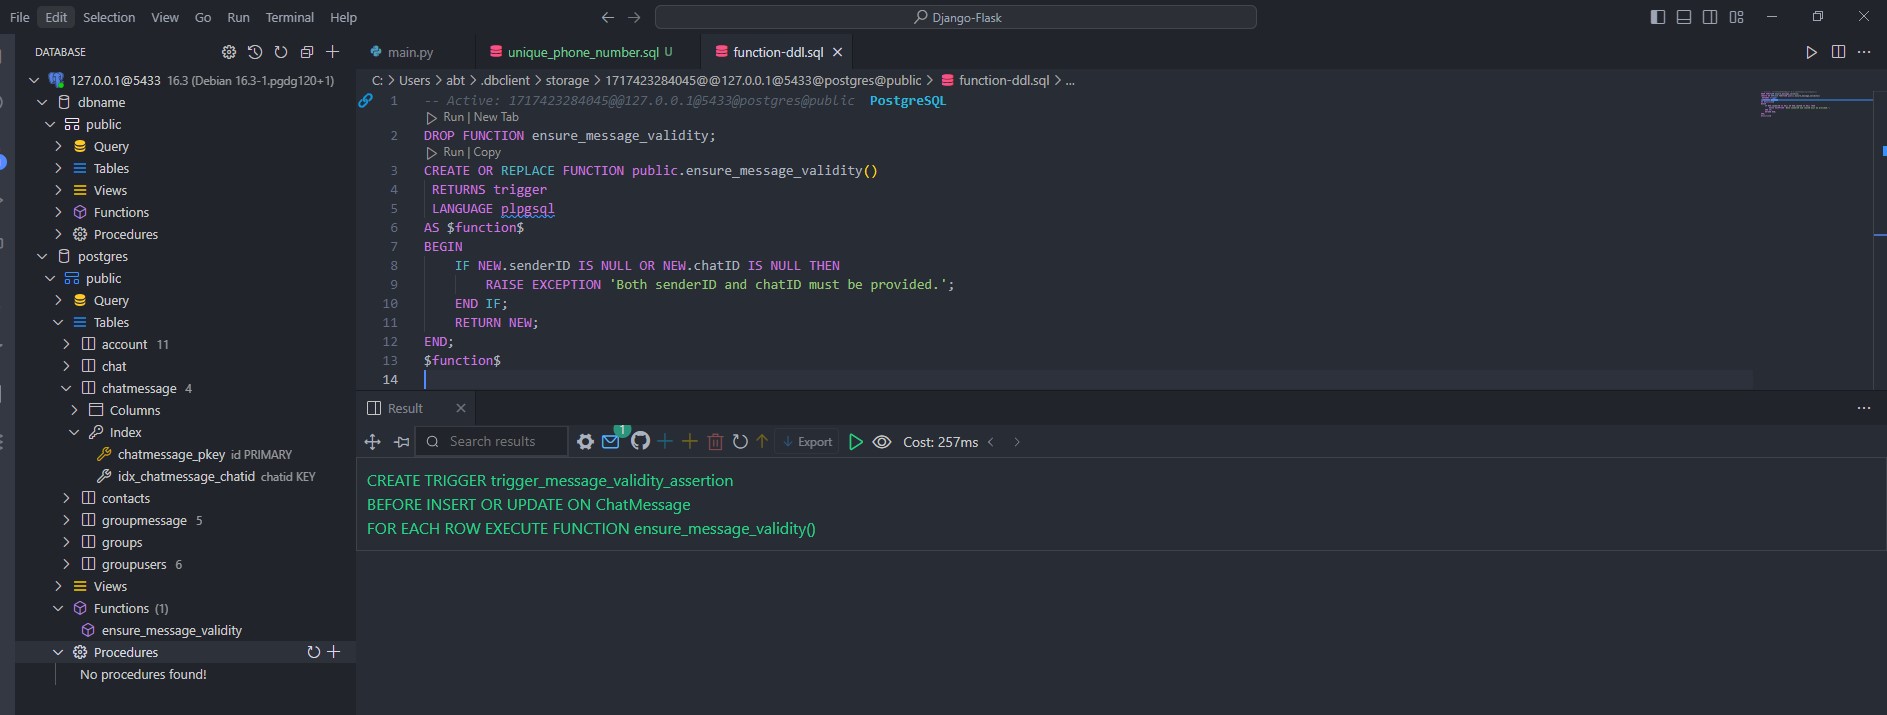 File Edit Selection View Go Run Terminal Help
Django-Flask
DATABASE
127.0.0.1@5433 16.3 (Debian 16.3-1.pgdg120+1)
dbname
public
Query
Tables
Views
Functions
Procedures
postgres
public
Query
Tables
account 11
chat
chatmessage 4
Columns
Index
chatmessage_pkey id PRIMARY
idx_chatmessage_chatid chatid KEY
contacts
groupmessage 5
groups
groupusers 6
Views
Functions (1)
ensure_message_validity
Procedures
No procedures found!
main.py
unique_phone_number.sql U
function-ddl.sql
C: > Users > abt > .dbclient > storage > 1717423284045@@127.0.0.1@5433@postgres@public > function-ddl.sql > ...
1 -- Active: 1717423284045@@127.0.0.1@5433@postgres@public PostgreSQL
Run | New Tab
2 DROP FUNCTION ensure_message_validity;
Run | Copy
3 CREATE OR REPLACE FUNCTION public.ensure_message_validity()
4 RETURNS trigger
5 LANGUAGE plpgsql
6 AS $function$
7 BEGIN
8 IF NEW.senderID IS NULL OR NEW.chatID IS NULL THEN
9 RAISE EXCEPTION 'Both senderID and chatID must be provided.';
10 END IF;
11 RETURN NEW;
12 END;
13 $function$
14
Result
Search results
1
Export
Cost: 257ms
CREATE TRIGGER trigger_message_validity_assertion
BEFORE INSERT OR UPDATE ON ChatMessage
FOR EACH ROW EXECUTE FUNCTION ensure_message_validity()